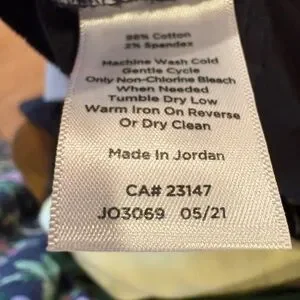 98% Cotton
2% Spandex
Machine Wash Cold
Gentle Cycle
Only Non-Chlorine Bleach
When Needed
Tumble Dry Low
Warm Iron On Reverse
Or Dry Clean
Made In Jordan
CA# 23147
JO3069 05/21